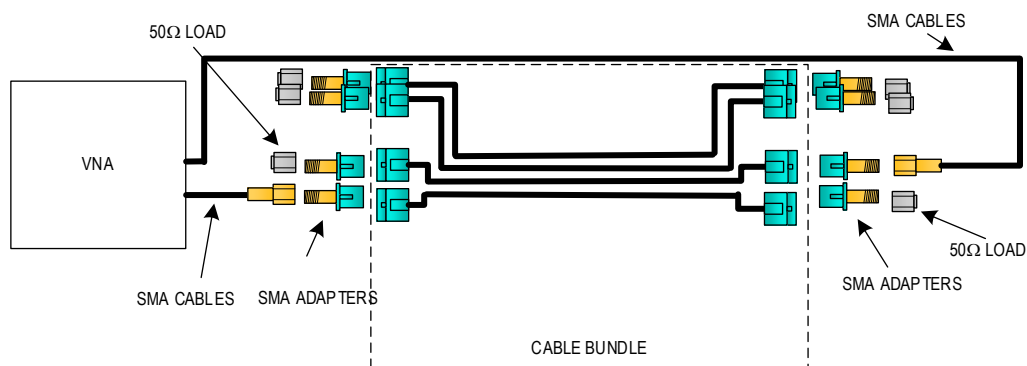 SMA CABLES
50Ω LOAD
VNA
50Ω LOAD
SMA CABLES
SMA ADAPTERS
SMA ADAPTERS
CABLE BUNDLE